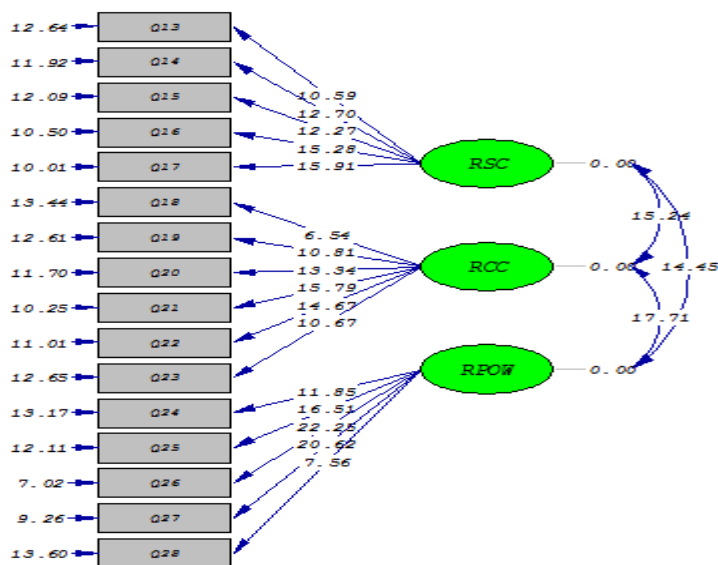 12.64 Q13
11.92 Q14
12.09 Q15
10.50 Q16
10.01 Q17
13.44 Q18
12.61 Q19
11.70 Q20
10.25 Q21
11.01 Q22
12.65 Q23
13.17 Q24
12.11 Q25
7.02 Q26
9.26 Q27
13.60 Q28
10.59
12.70
12.27
15.28
15.91
6.54
10.81
13.34
15.79
14.67
10.67
11.85
16.51
22.25
20.62
7.56
RSC 0.00
RCC 0.00
RPOW 0.00
15.24
14.45
17.71